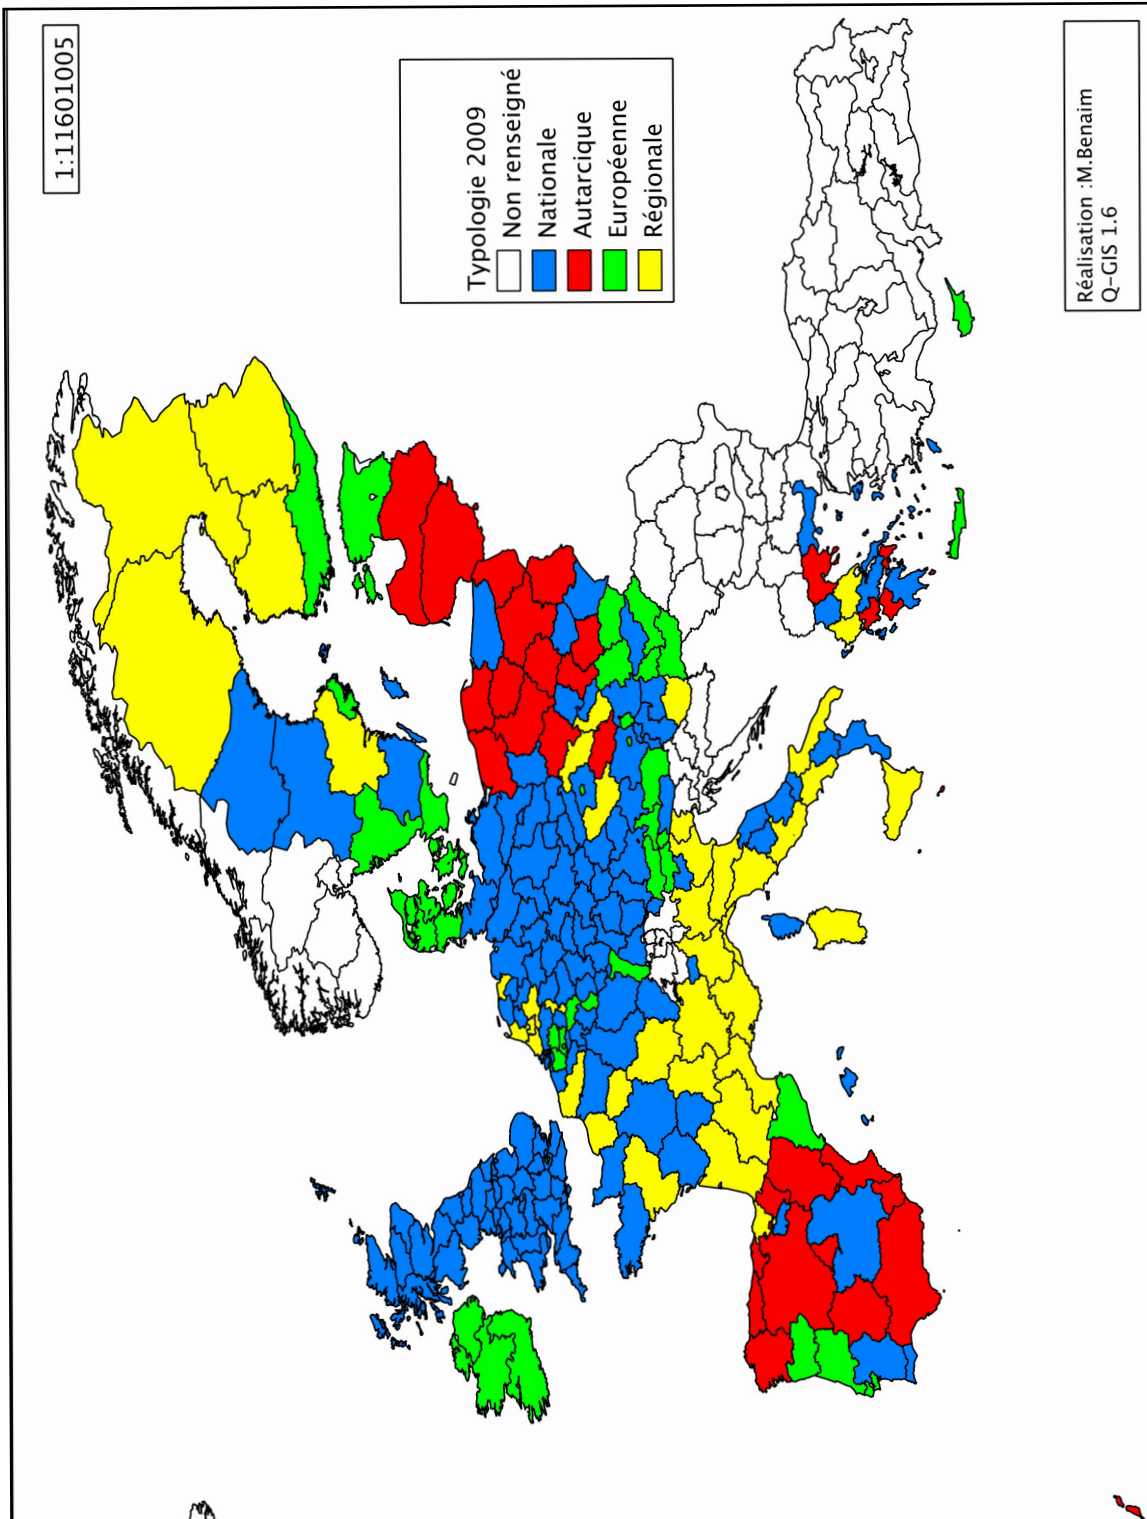 1:11601005
Typologie 2009
Non renseigné
Nationale
Autarcique
Européenne
Régionale
Réalisation :M.Benaim
Q-GIS 1.6